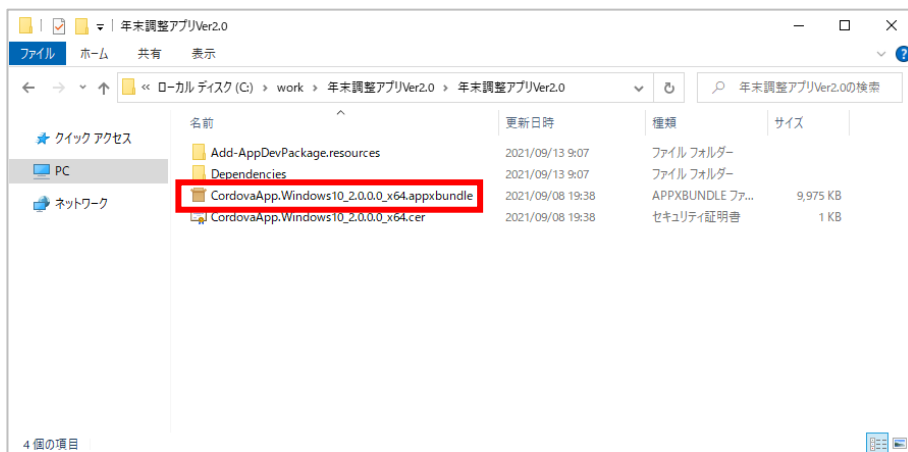 年末調整アプリVer2.0
ファイル ホーム 共有 表示
« ローカル ディスク (C:) › work › 年末調整アプリVer2.0 › 年末調整アプリVer2.0 年末調整アプリVer2.0の検索
名前 更新日時 種類 サイズ
クイック アクセス
PC
ネットワーク
Add-AppDevPackage.resources 2021/09/13 9:07 ファイル フォルダー
Dependencies 2021/09/13 9:07 ファイル フォルダー
CordovaApp.Windows10_2.0.0.0_x64.appxbundle 2021/09/08 19:38 APPXBUNDLE ファ... 9,975 KB
CordovaApp.Windows10_2.0.0.0_x64.cer 2021/09/08 19:38 セキュリティ証明書 1 KB
4 個の項目